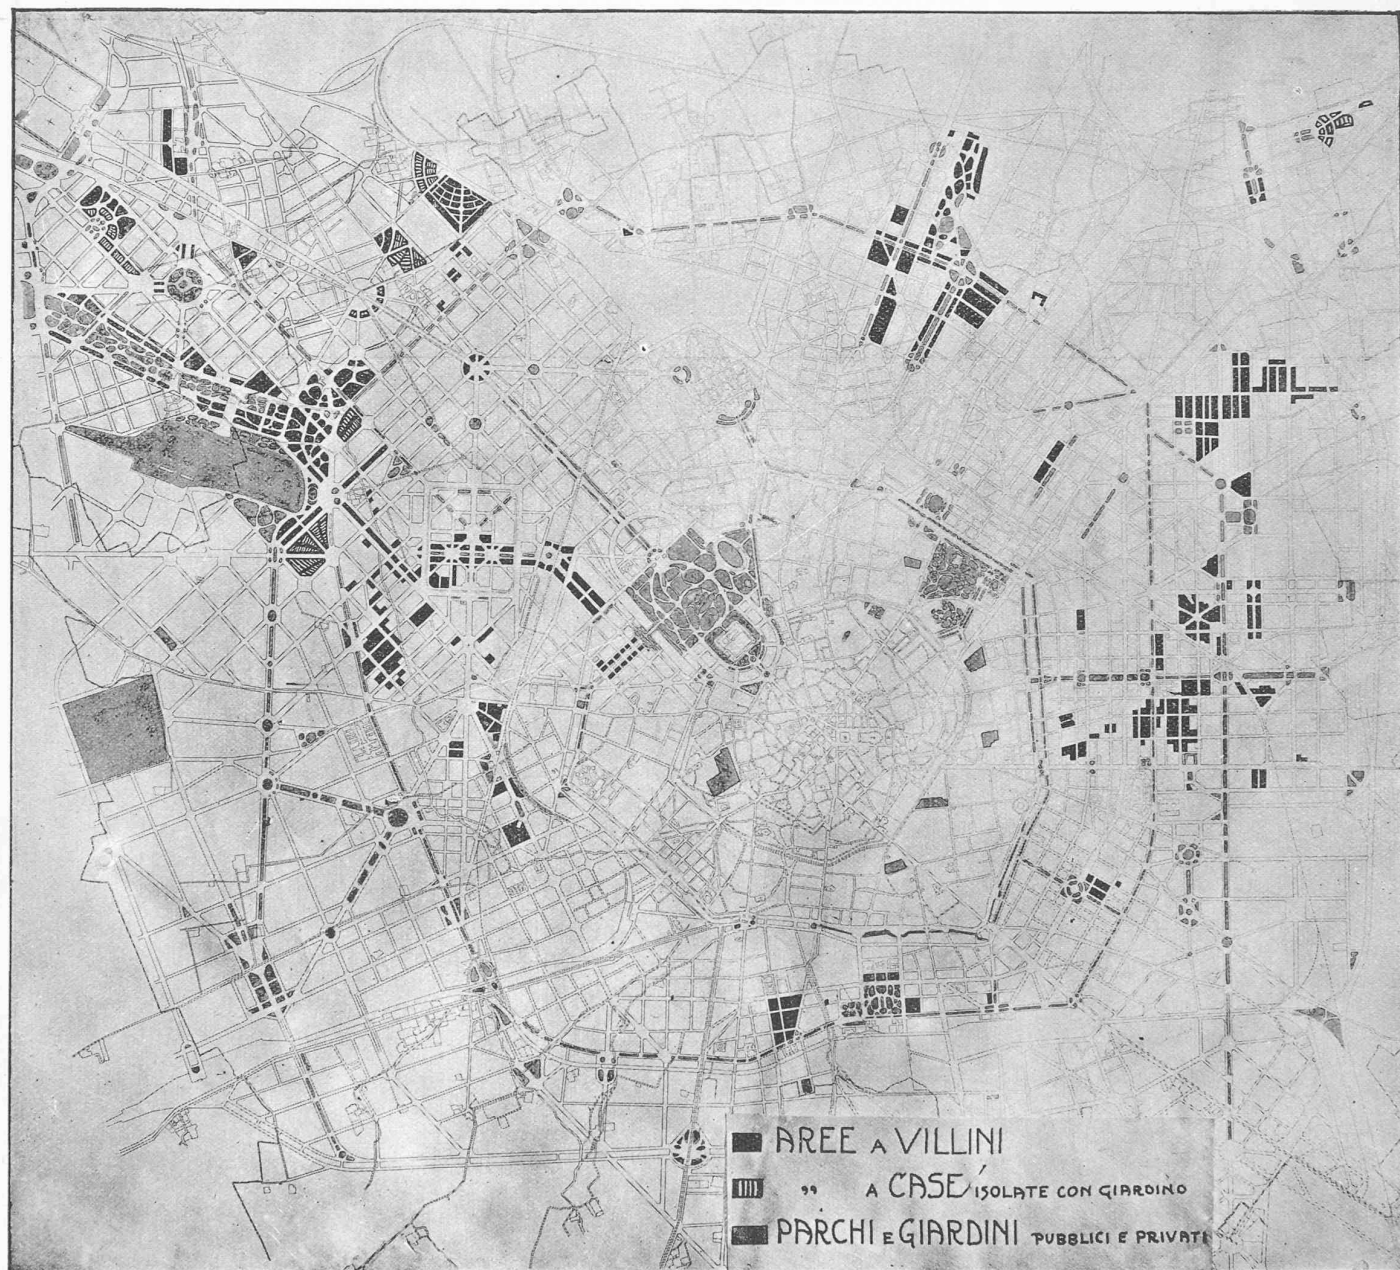 AREE A VILLINI
" A CASE ISOLATE CON GIARDINO
PARCHI E GIARDINI PUBBLICI E PRIVATI